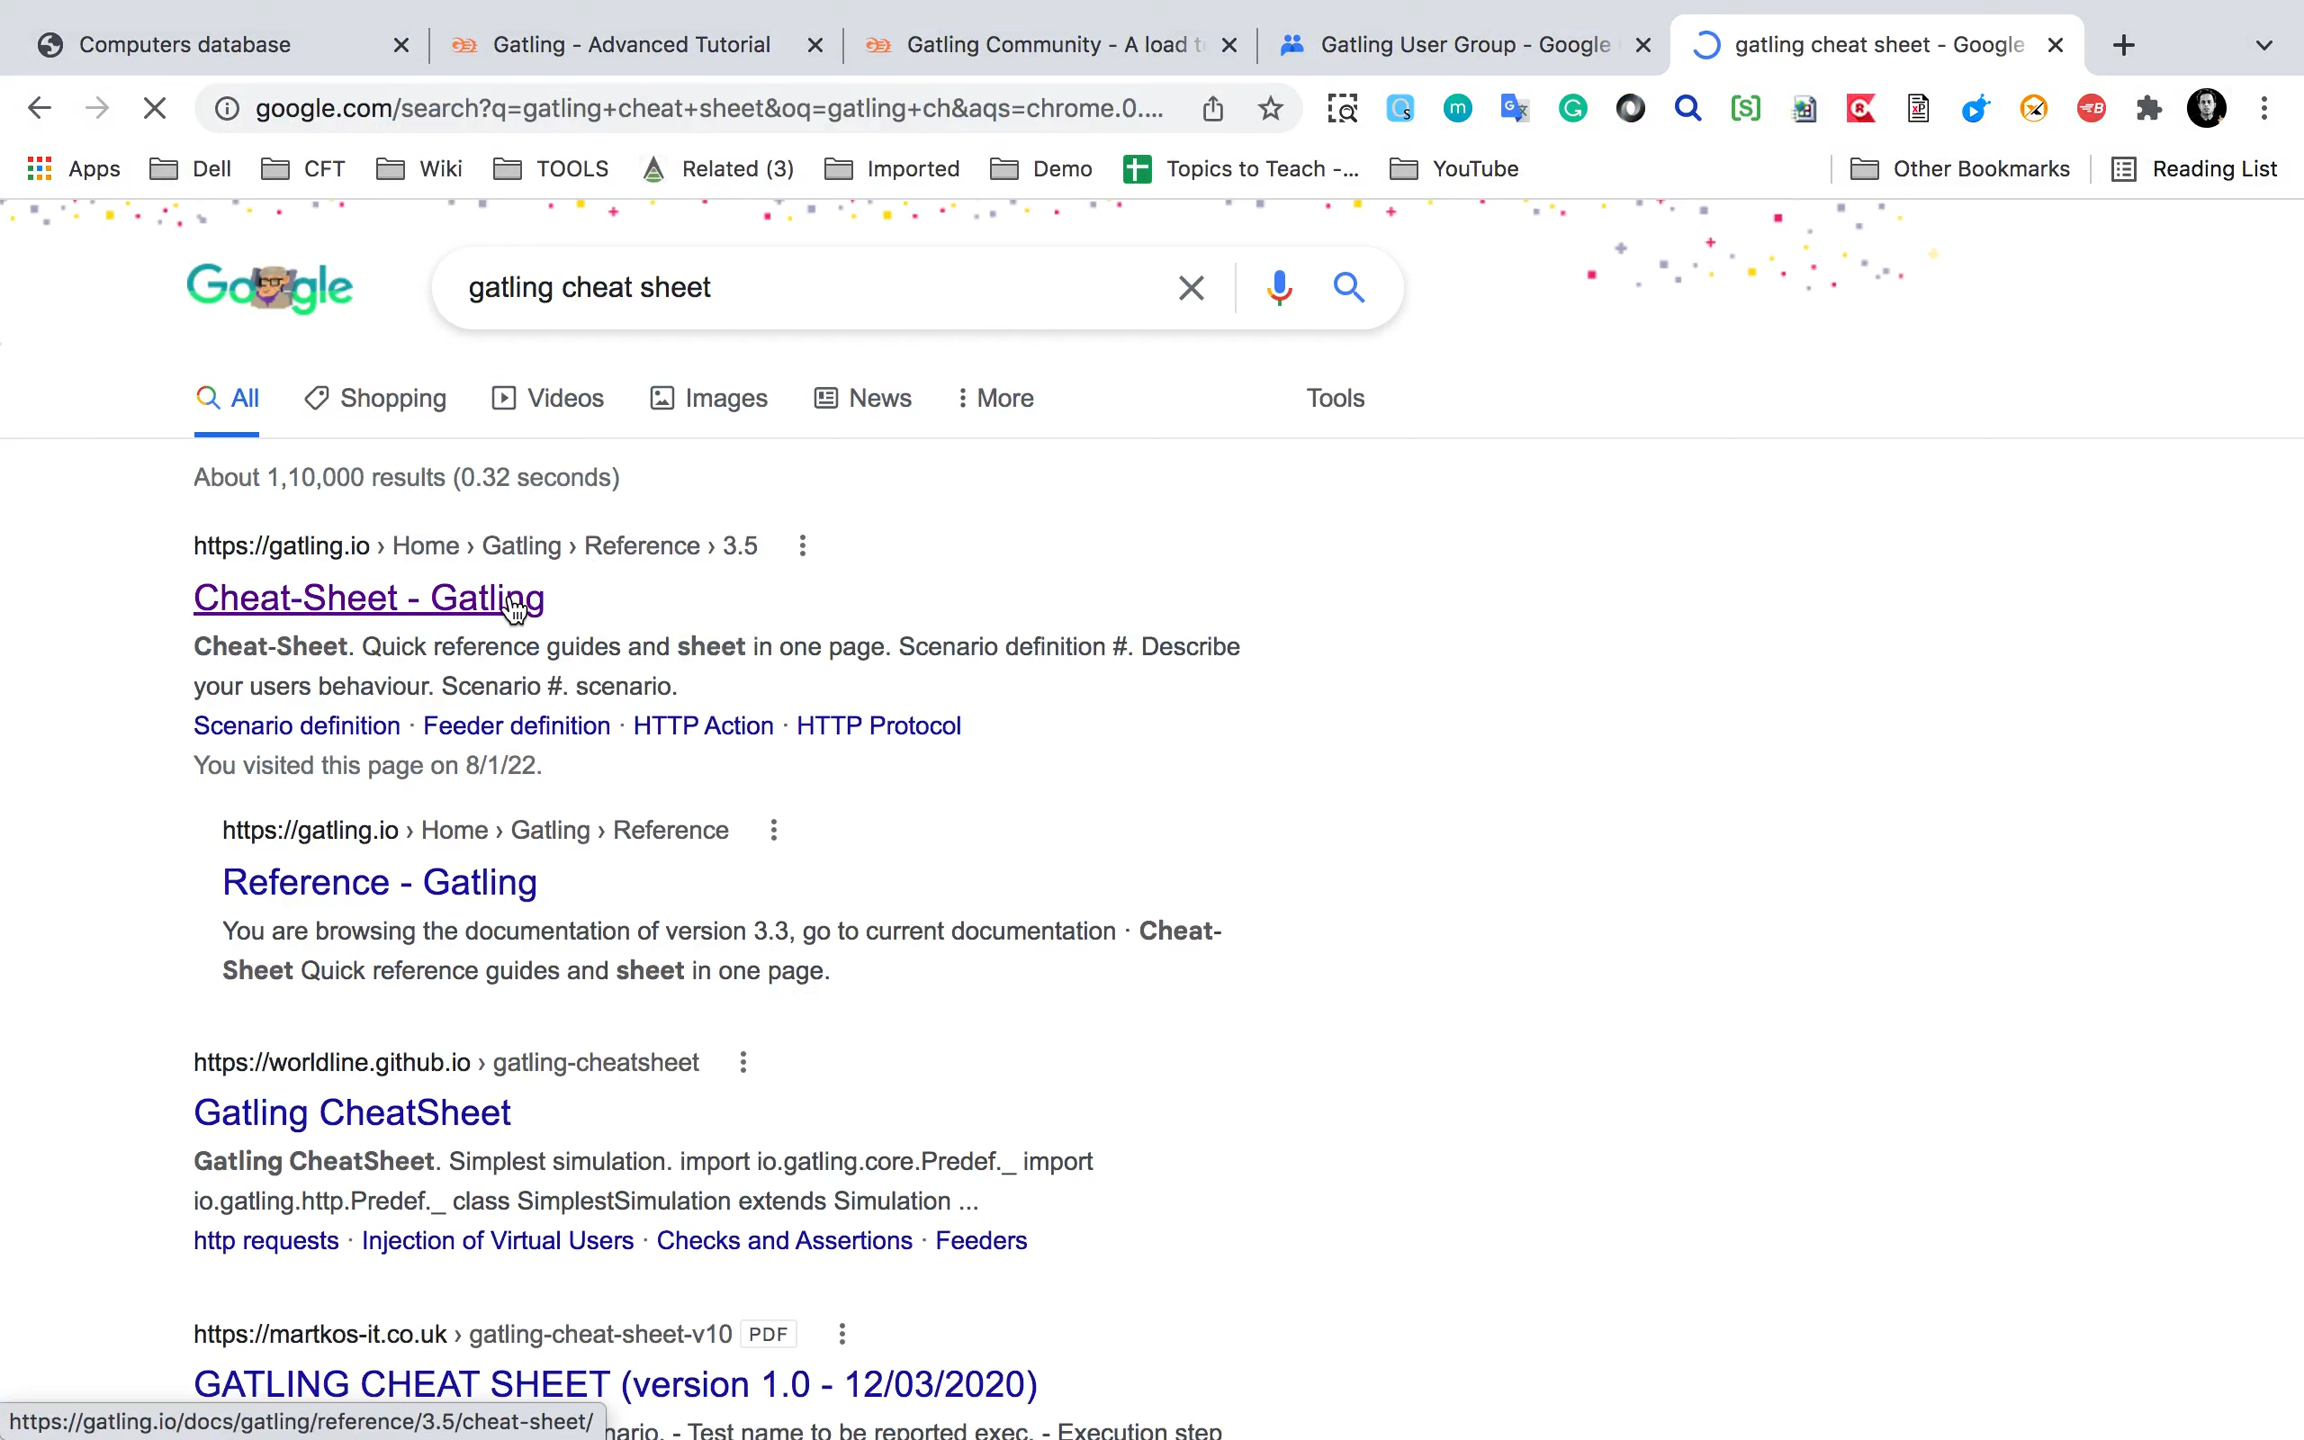 Computers database
Gatling - Advanced Tutorial
Gatling Community - A load t
Gatling User Group - Google
gatling cheat sheet - Google
google.com/search?q=gatling+cheat+sheet&oq=gatling+ch&aqs=chrome.0....
Apps
Dell
CFT
Wiki
TOOLS
Related (3)
Imported
Demo
Topics to Teach -...
YouTube
Other Bookmarks
Reading List
Google
gatling cheat sheet
All
Shopping
Videos
Images
News
More
Tools
About 1,10,000 results (0.32 seconds)
https://gatling.io › Home › Gatling › Reference › 3.5
Cheat-Sheet - Gatling
Cheat-Sheet. Quick reference guides and sheet in one page. Scenario definition #. Describe
your users behaviour. Scenario #. scenario.
Scenario definition · Feeder definition · HTTP Action · HTTP Protocol
You visited this page on 8/1/22.
https://gatling.io › Home › Gatling › Reference
Reference - Gatling
You are browsing the documentation of version 3.3, go to current documentation · Cheat-
Sheet Quick reference guides and sheet in one page.
https://worldline.github.io › gatling-cheatsheet
Gatling CheatSheet
Gatling CheatSheet. Simplest simulation. import io.gatling.core.Predef._ import
io.gatling.http.Predef._ class SimplestSimulation extends Simulation ...
http requests · Injection of Virtual Users · Checks and Assertions · Feeders
https://martkos-it.co.uk › gatling-cheat-sheet-v10 PDF
GATLING CHEAT SHEET (version 1.0 - 12/03/2020)
https://gatling.io/docs/gatling/reference/3.5/cheat-sheet/
nario. - Test name to be reported exec. - Execution step